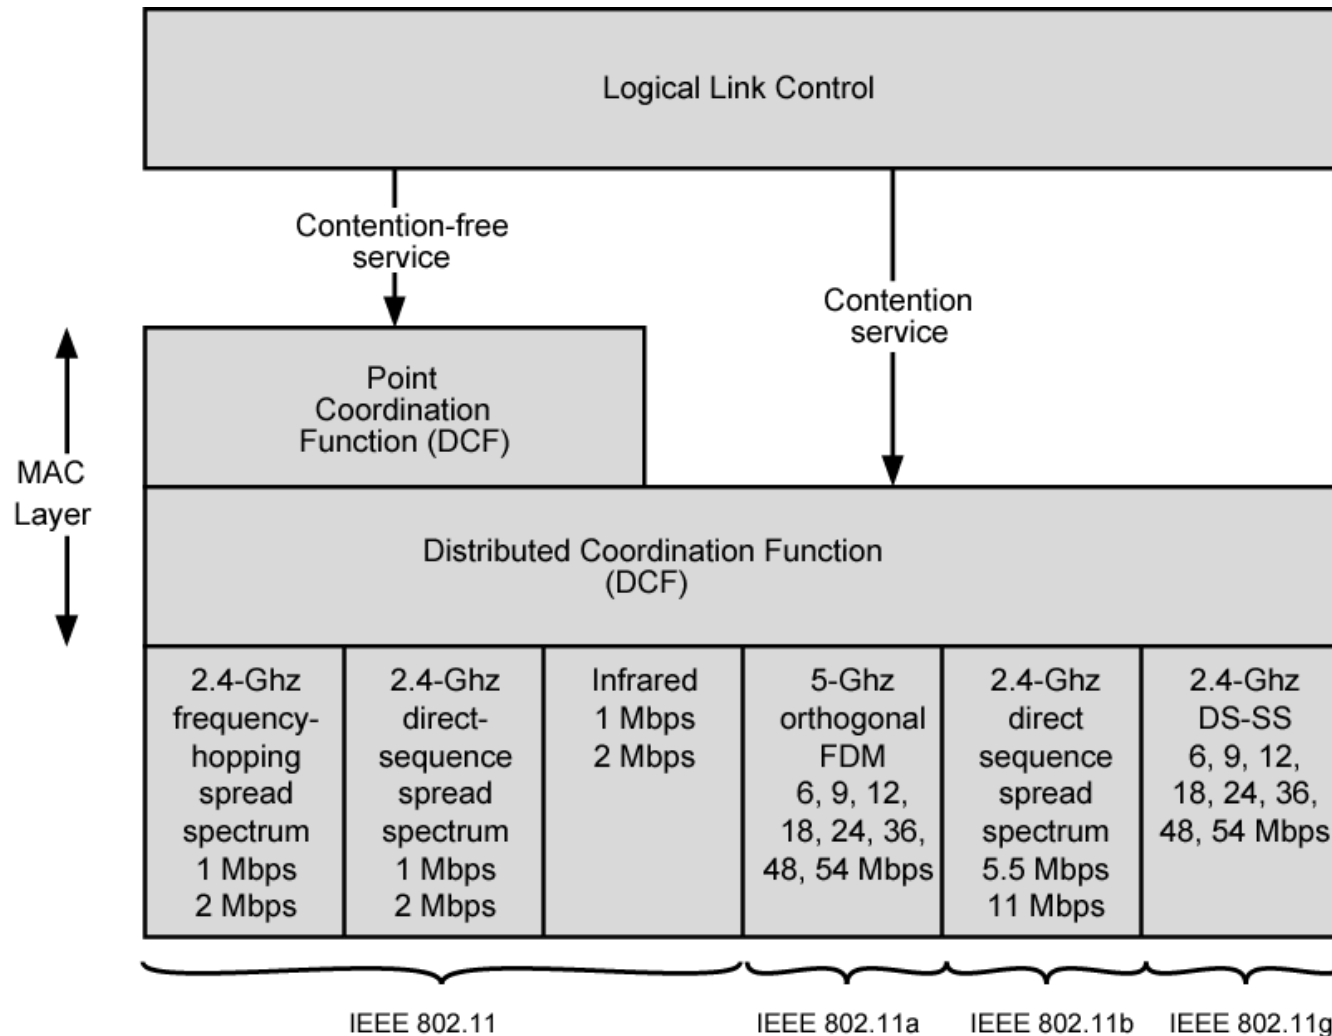 Logical Link Control
Contention-free
service
Contention
service
Point
Coordination
Function (DCF)
MAC
Layer
Distributed Coordination Function
(DCF)
2.4-Ghz
frequency-
hopping
spread
spectrum
1 Mbps
2 Mbps
2.4-Ghz
direct-
sequence
spread
spectrum
1 Mbps
2 Mbps
Infrared
1 Mbps
2 Mbps
5-Ghz
orthogonal
FDM
6, 9, 12,
18, 24, 36,
48, 54 Mbps
2.4-Ghz
direct
sequence
spread
spectrum
5.5 Mbps
11 Mbps
2.4-Ghz
DS-SS
6, 9, 12,
18, 24, 36,
48, 54 Mbps
IEEE 802.11
IEEE 802.11a
IEEE 802.11b
IEEE 802.11g